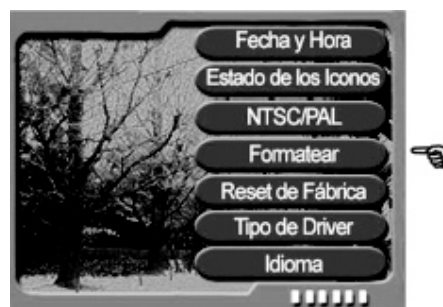 Fecha y Hora
Estado de los Iconos
NTSC/PAL
Formatear
Reset de Fábrica
Tipo de Driver
Idioma